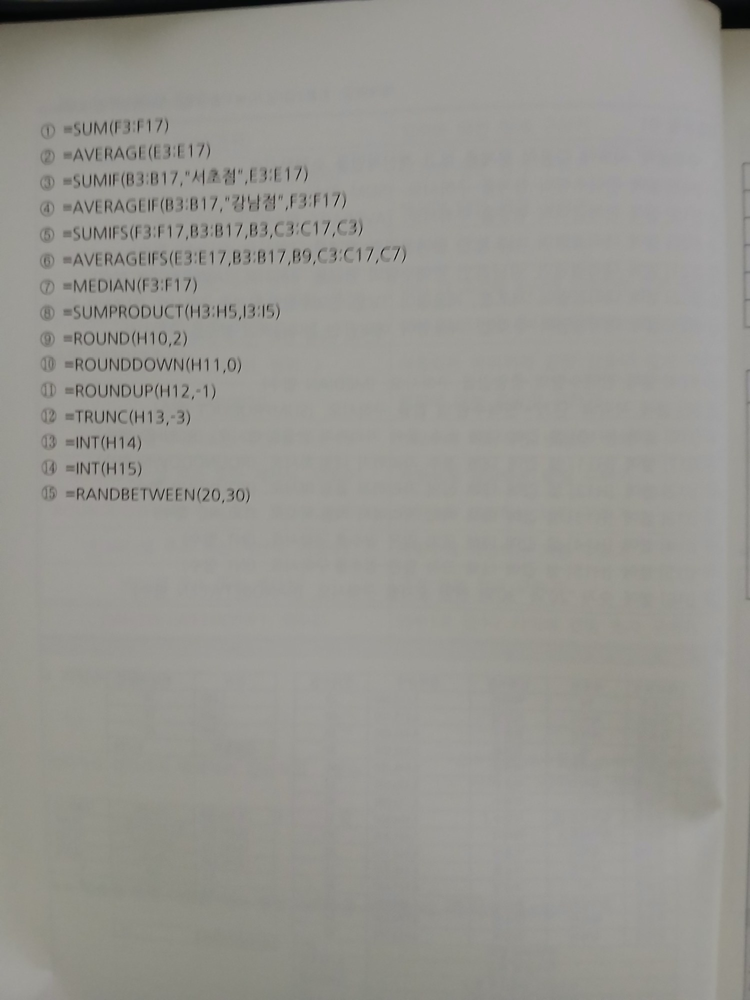 ① =SUM(F3:F17)
② =AVERAGE(E3:E17)
③ =SUMIF(B3:B17,"서초점",E3:E17)
④ =AVERAGEIF(B3:B17,"강남점",F3:F17)
⑤ =SUMIFS(F3:F17,B3:B17,B3,C3:C17,C3)
⑥ =AVERAGEIFS(E3:E17,B3:B17,B9,C3:C17,C7)
⑦ =MEDIAN(F3:F17)
⑧ =SUMPRODUCT(H3:H5,I3:I5)
⑨ =ROUND(H10,2)
⑩ =ROUNDDOWN(H11,0)
⑪ =ROUNDUP(H12,-1)
⑫ =TRUNC(H13,-3)
⑬ =INT(H14)
⑭ =INT(H15)
⑮ =RANDBETWEEN(20,30)